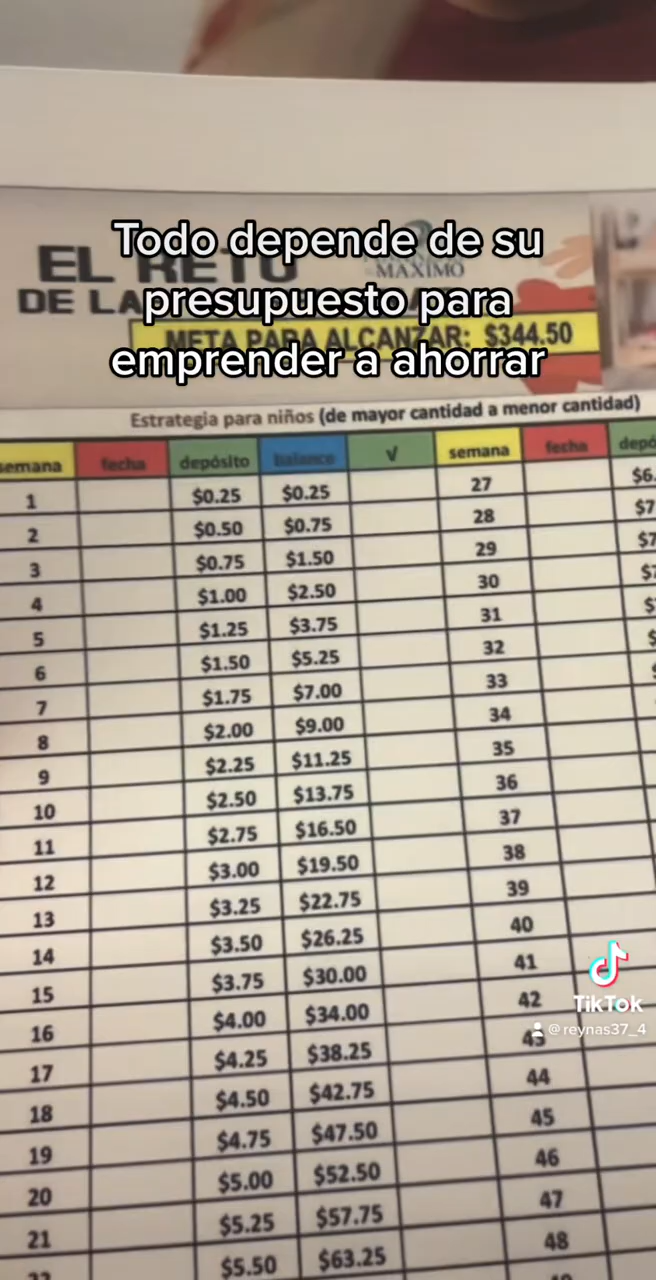 Todo depende de su
presupuesto para
emprender a ahorrar
EL RETO
MAXIMO
DE LA
META PARA ALCANZAR: $344.50
Estrategia para niños (de mayor cantidad a menor cantidad)
semana fecha depósito balance √ semana fecha depó
1 $0.25 $0.25 27 $6.
2 $0.50 $0.75 28 $7
3 $0.75 $1.50 29 $7
4 $1.00 $2.50 30 $7
5 $1.25 $3.75 31 $
6 $1.50 $5.25 32 $
7 $1.75 $7.00 33
8 $2.00 $9.00 34
9 $2.25 $11.25 35
10 $2.50 $13.75 36
11 $2.75 $16.50 37
12 $3.00 $19.50 38
13 $3.25 $22.75 39
14 $3.50 $26.25 40
15 $3.75 $30.00 41
16 $4.00 $34.00 42
17 $4.25 $38.25 43
18 $4.50 $42.75 44
19 $4.75 $47.50 45
20 $5.00 $52.50 46
21 $5.25 $57.75 47
22 $5.50 $63.25 48
TikTok
@reynas37_4